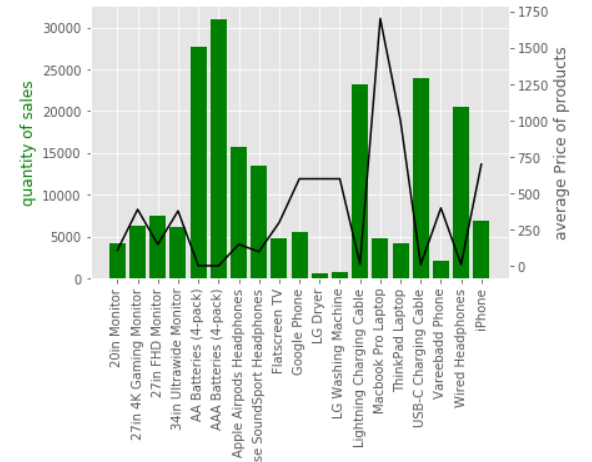 quantity of sales
30000
25000
20000
15000
10000
5000
0
1750
1500
1250
1000
750
500
250
0
average Price of products
20in Monitor
27in 4K Gaming Monitor
27in FHD Monitor
34in Ultrawide Monitor
AA Batteries (4-pack)
AAA Batteries (4-pack)
Apple Airpods Headphones
se SoundSport Headphones
Flatscreen TV
Google Phone
LG Dryer
LG Washing Machine
Lightning Charging Cable
Macbook Pro Laptop
ThinkPad Laptop
USB-C Charging Cable
Vareebadd Phone
Wired Headphones
iPhone